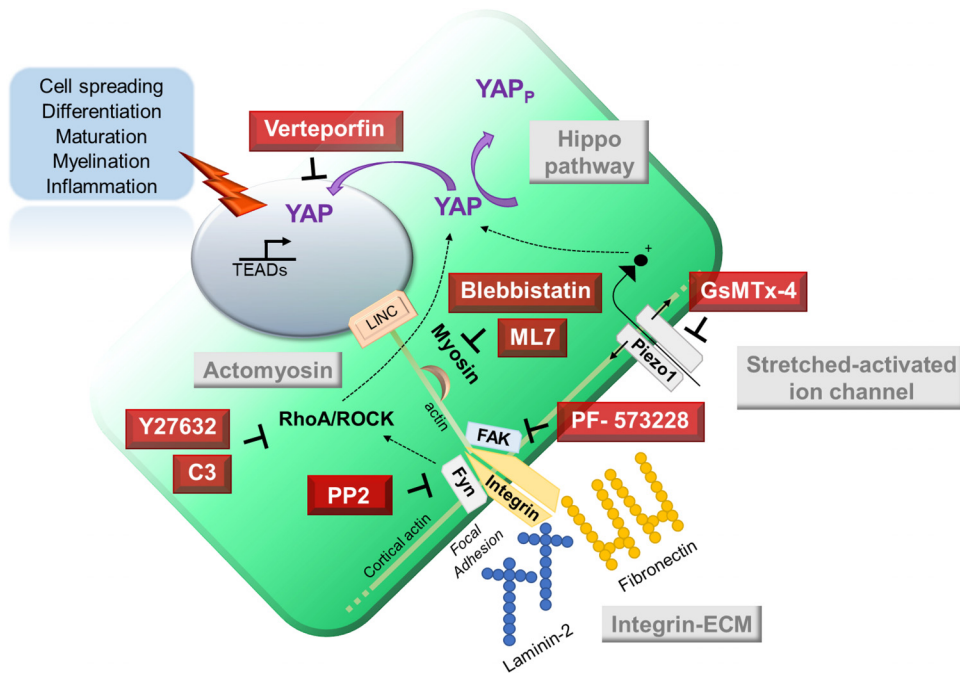 Cell spreading
Differentiation
Maturation
Myelination
Inflammation
Verteporfin
YAPP
Hippo
pathway
YAP
YAP
TEADs
+
Blebbistatin
ML7
Myosin
GsMTx-4
LINC
Piezo1
Stretched-activated
ion channel
Actomyosin
actin
Y27632
C3
RhoA/ROCK
FAK
PF- 573228
PP2
Fyn
Integrin
Cortical actin
Focal
Adhesion
Fibronectin
Laminin-2
Integrin-ECM